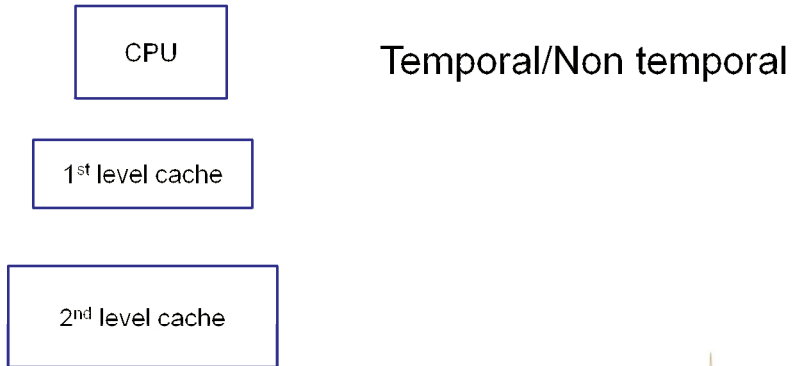 CPU
Temporal/Non temporal
1st level cache
2nd level cache